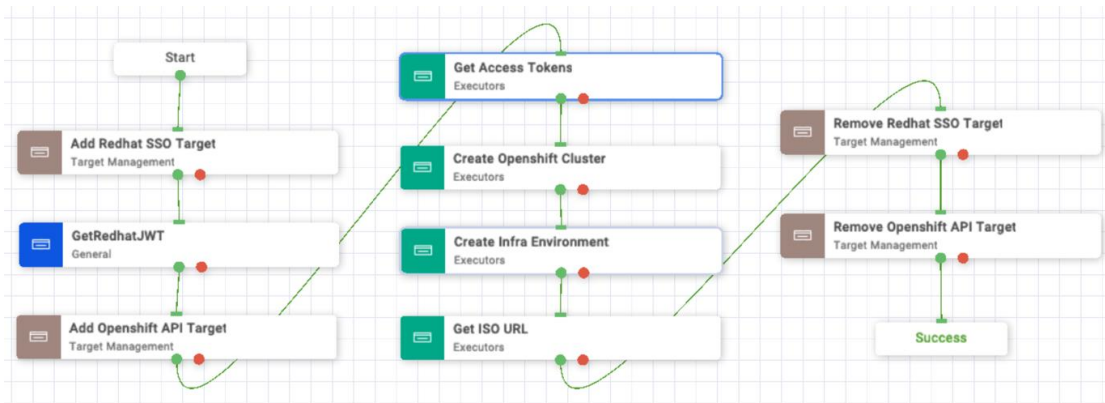 Start
Add Redhat SSO Target
Target Management
GetRedhatJWT
General
Add Openshift API Target
Target Management
Get Access Tokens
Executors
Create Openshift Cluster
Executors
Create Infra Environment
Executors
Get ISO URL
Executors
Remove Redhat SSO Target
Target Management
Remove Openshift API Target
Target Management
Success